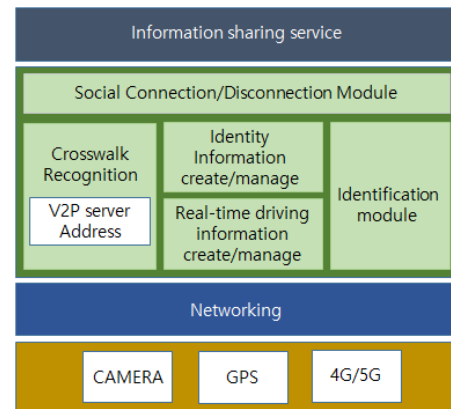 Information sharing service
Social Connection/Disconnection Module
Crosswalk
Recognition
V2P server
Address
Identity
Information
create/manage
Real-time driving
information
create/manage
Identification
module
Networking
CAMERA
GPS
4G/5G